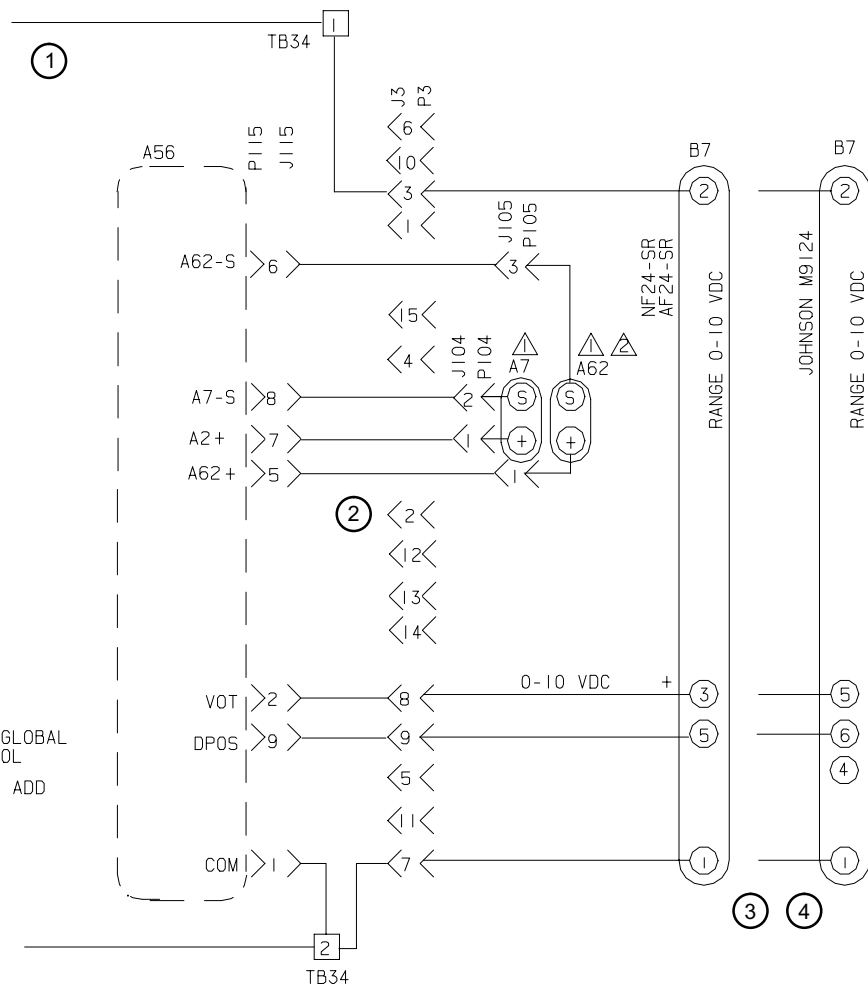 1
TB34
1
J3
P3
6
P115
J115
A56
10
B7
B7
3
2
2
1
J105
P105
A62-S
6
3
NF24-SR
AF24-SR
RANGE 0-10 VDC
JOHNSON M9124
RANGE 0-10 VDC
15
J104
P104
1
1
2
4
A7
A62
A7-S
8
2
S
S
A2+
7
1
+
+
A62+
5
1
2
2
12
13
14
0-10 VDC
+
VOT
2
8
3
5
GLOBAL
OL
DPOS
9
9
5
6
ADD
5
4
11
COM
1
7
1
1
3
4
2
TB34